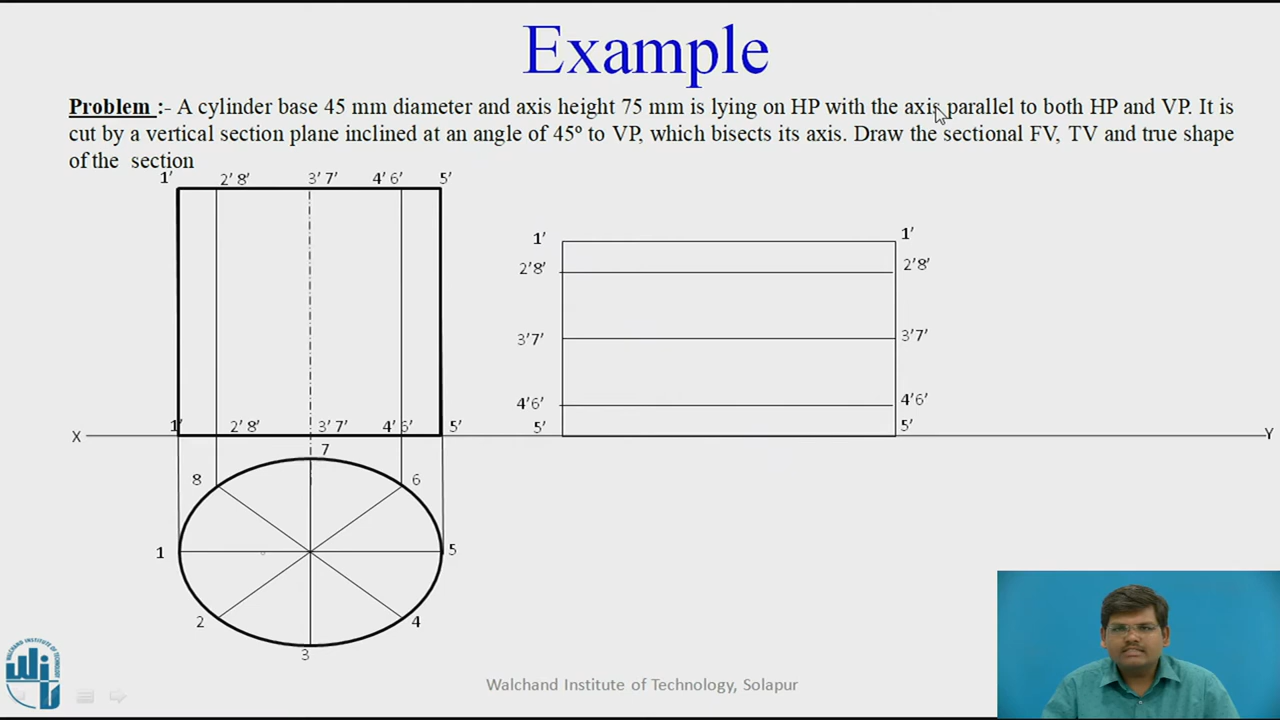 Example
Problem :- A cylinder base 45 mm diameter and axis height 75 mm is lying on HP with the axis parallel to both HP and VP. It is
cut by a vertical section plane inclined at an angle of 45º to VP, which bisects its axis. Draw the sectional FV, TV and true shape
of the section
1' 2' 8' 3' 7' 4' 6' 5'
1' 1'
2'8' 2'8'
3'7' 3'7'
4'6' 4'6'
X 1' 2' 8' 3' 7' 4' 6' 5' 5' 5' Y
7
8 6
1 5
2 4
3
Walchand Institute of Technology, Solapur